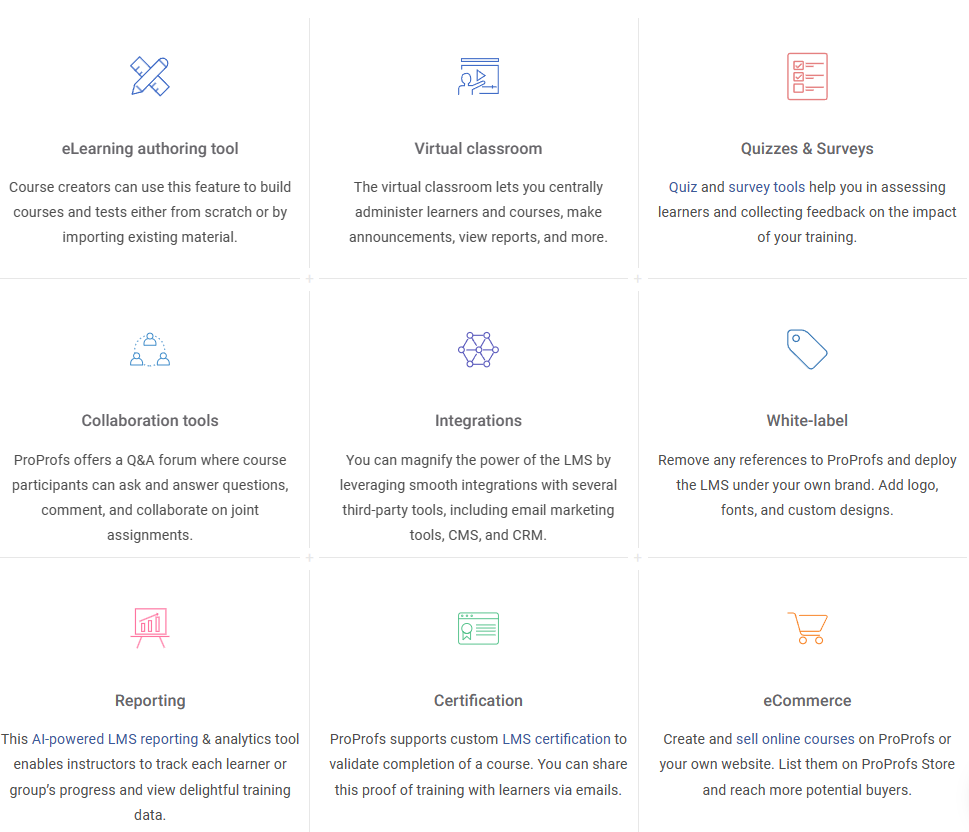 eLearning authoring tool
Course creators can use this feature to build
courses and tests either from scratch or by
importing existing material.
Virtual classroom
The virtual classroom lets you centrally
administer learners and courses, make
announcements, view reports, and more.
Quizzes & Surveys
Quiz and survey tools help you in assessing
learners and collecting feedback on the impact
of your training.
Collaboration tools
ProProfs offers a Q&A forum where course
participants can ask and answer questions,
comment, and collaborate on joint
assignments.
Integrations
You can magnify the power of the LMS by
leveraging smooth integrations with several
third-party tools, including email marketing
tools, CMS, and CRM.
White-label
Remove any references to ProProfs and deploy
the LMS under your own brand. Add logo,
fonts, and custom designs.
Reporting
This AI-powered LMS reporting & analytics tool
enables instructors to track each learner or
group's progress and view delightful training
data.
Certification
ProProfs supports custom LMS certification to
validate completion of a course. You can share
this proof of training with learners via emails.
eCommerce
Create and sell online courses on ProProfs or
your own website. List them on ProProfs Store
and reach more potential buyers.